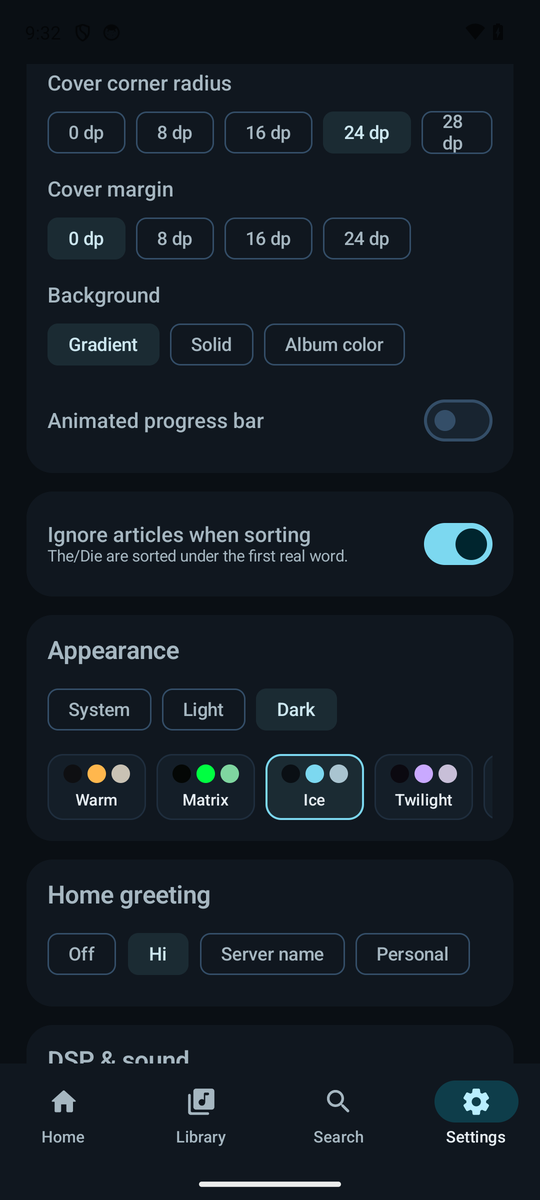 9:32
Cover corner radius
0 dp 8 dp 16 dp 24 dp 28 dp
Cover margin
0 dp 8 dp 16 dp 24 dp
Background
Gradient Solid Album color
Animated progress bar
Ignore articles when sorting
The/Die are sorted under the first real word.
Appearance
System Light Dark
Warm Matrix Ice Twilight
Home greeting
Off Hi Server name Personal
DSP & sound
Home Library Search Settings